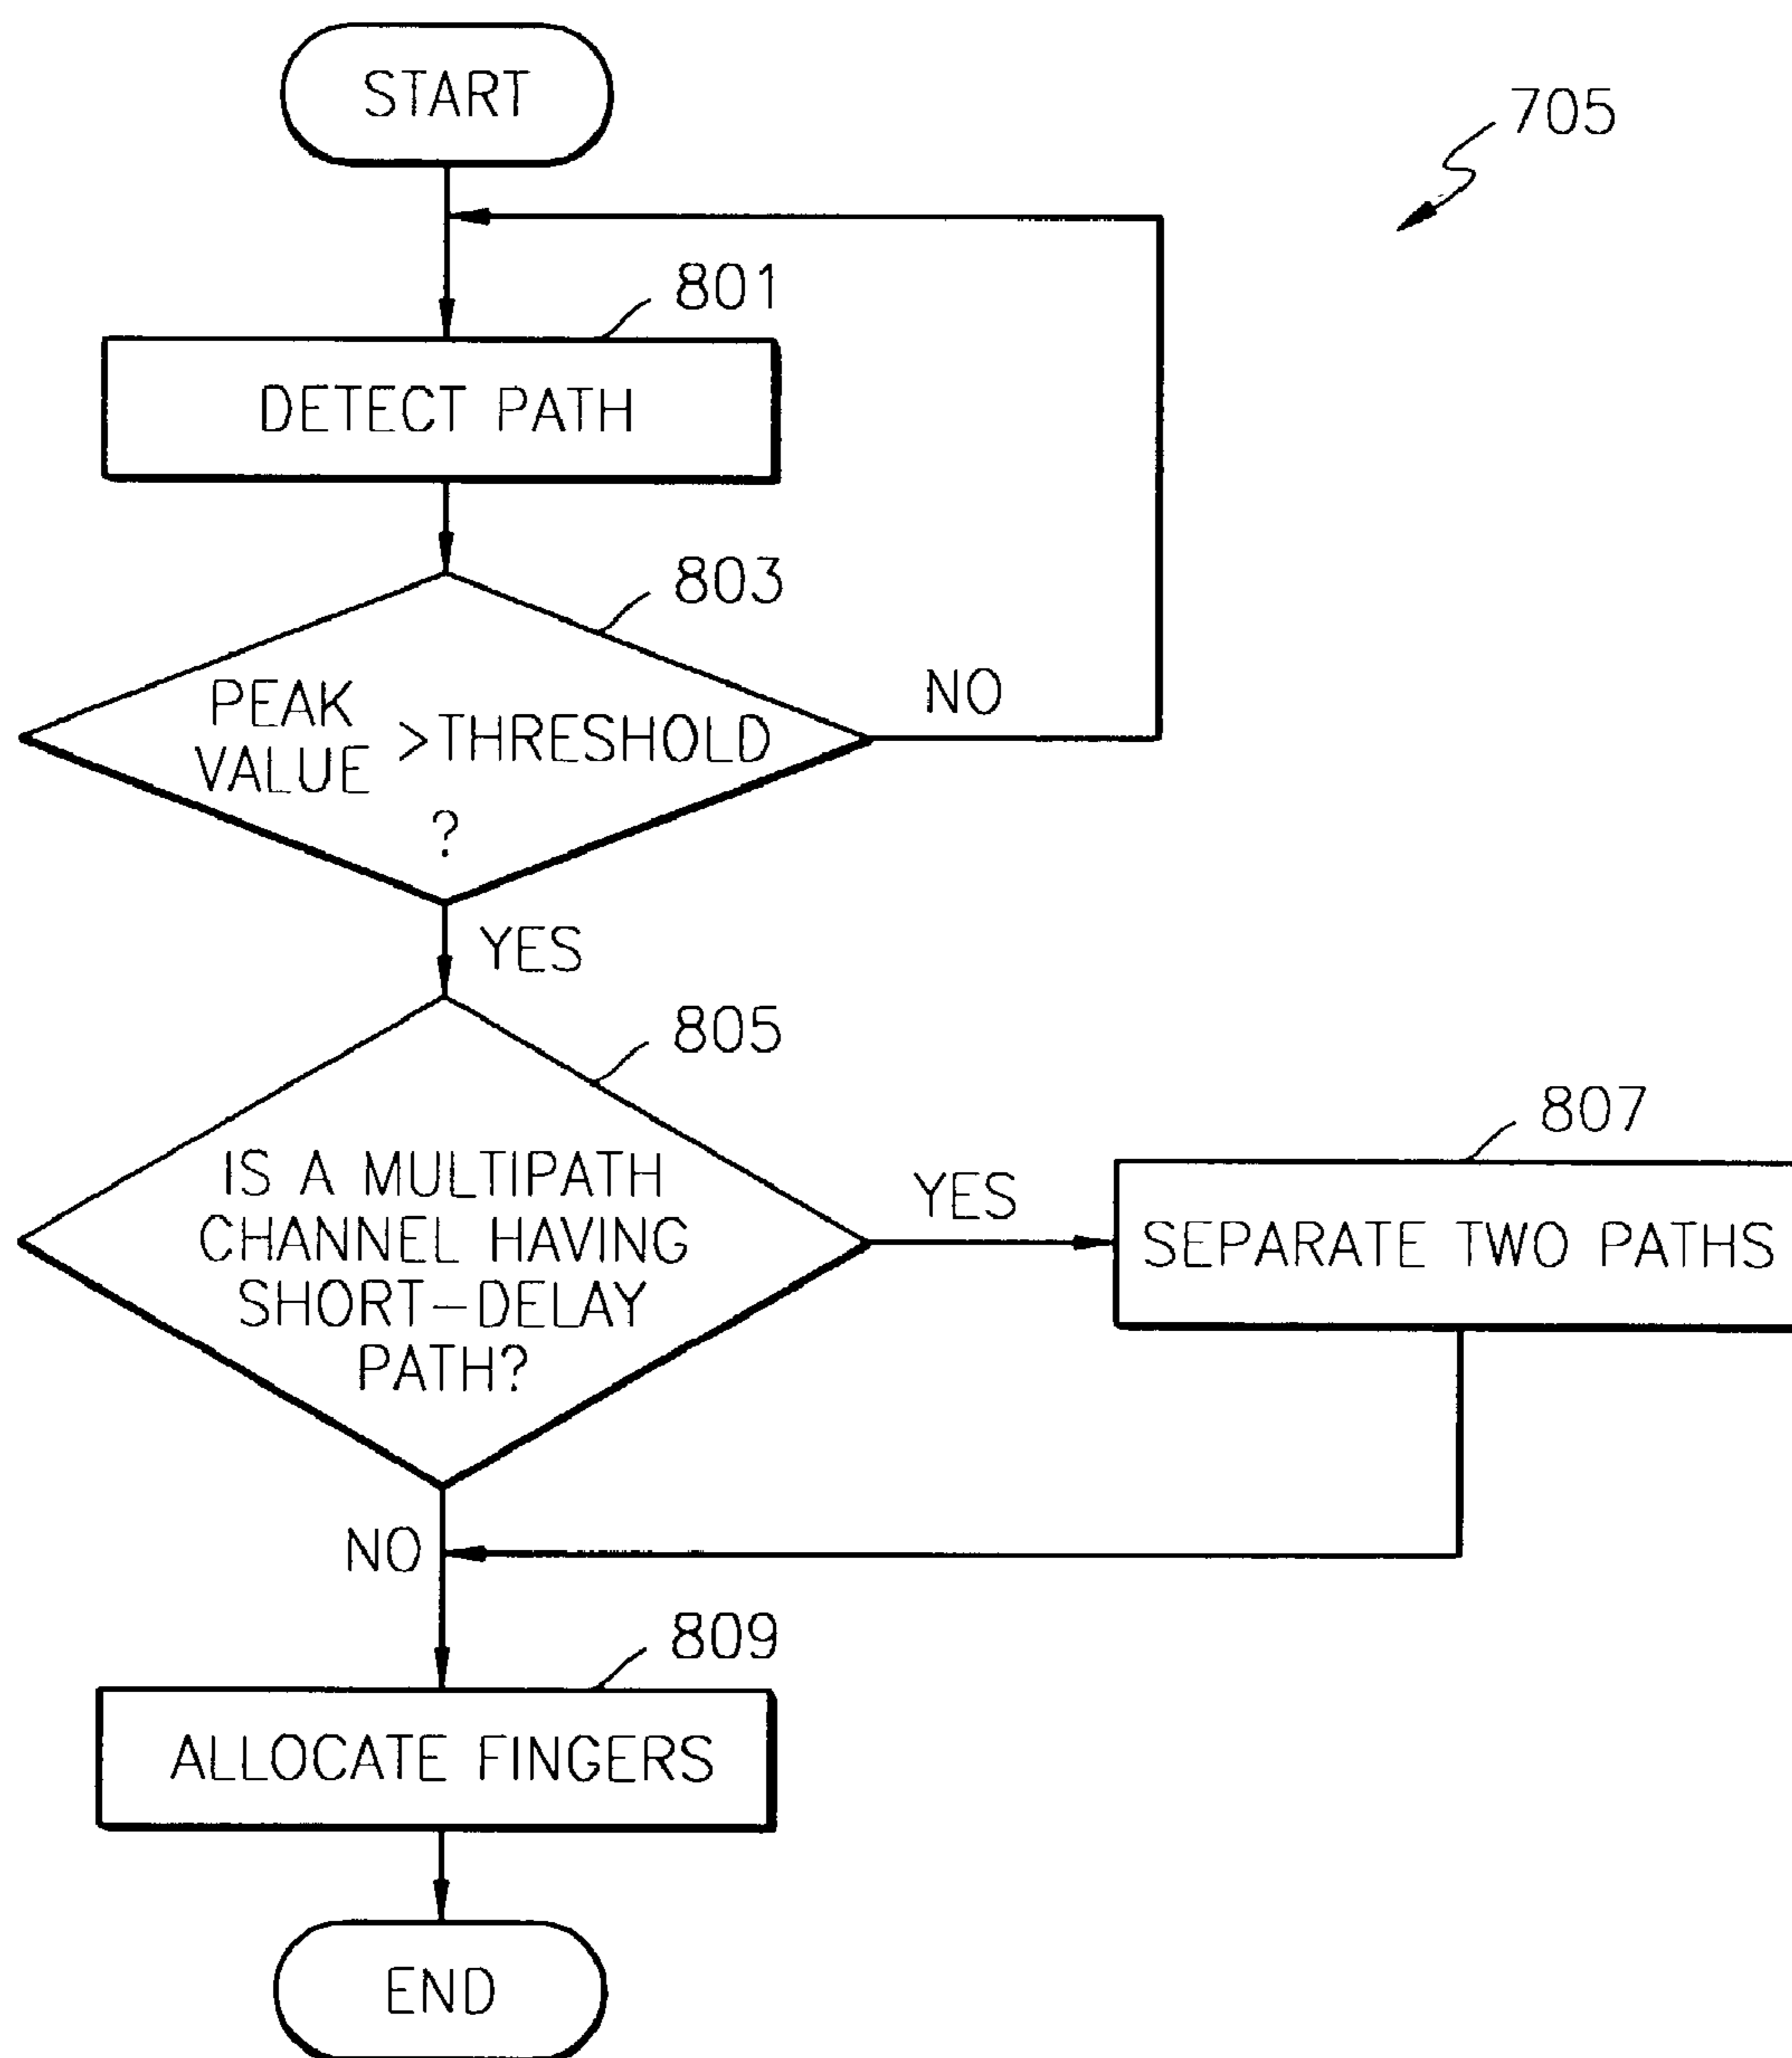 START
705
801
DETECT PATH
803
PEAK
VALUE >THRESHOLD
?
NO
YES
805
IS A MULTIPATH
CHANNEL HAVING
SHORT-DELAY
PATH?
YES
807
SEPARATE TWO PATHS
NO
809
ALLOCATE FINGERS
END